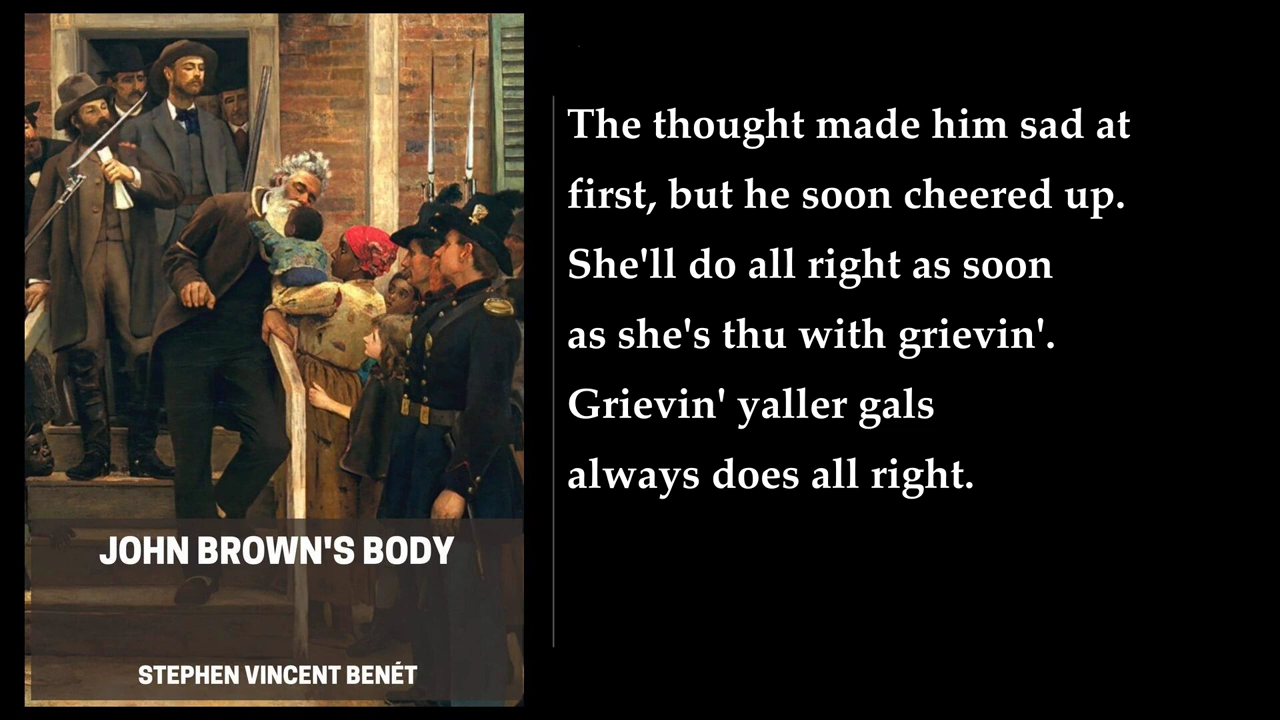 JOHN BROWN'S BODY
STEPHEN VINCENT BENÉT
The thought made him sad at
first, but he soon cheered up.
She'll do all right as soon
as she's thu with grievin'.
Grievin' yaller gals
always does all right.